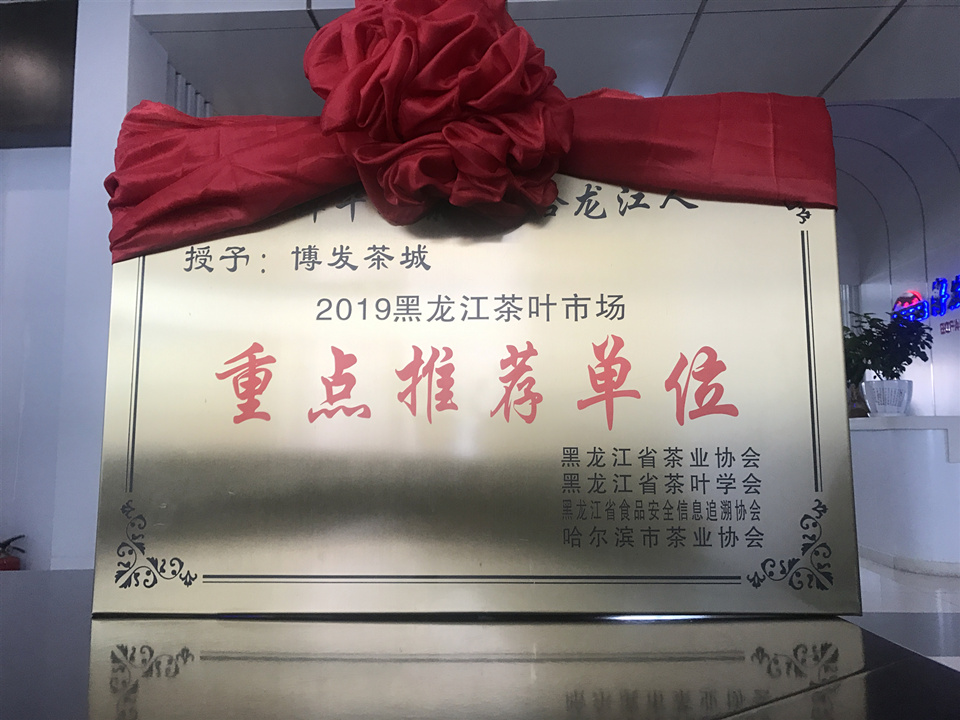 龙江人
授予：博发茶城
2019黑龙江茶叶市场
重点推荐单位
黑龙江省茶业协会
黑龙江省茶叶学会
黑龙江省食品安全信息追溯协会
哈尔滨市茶业协会